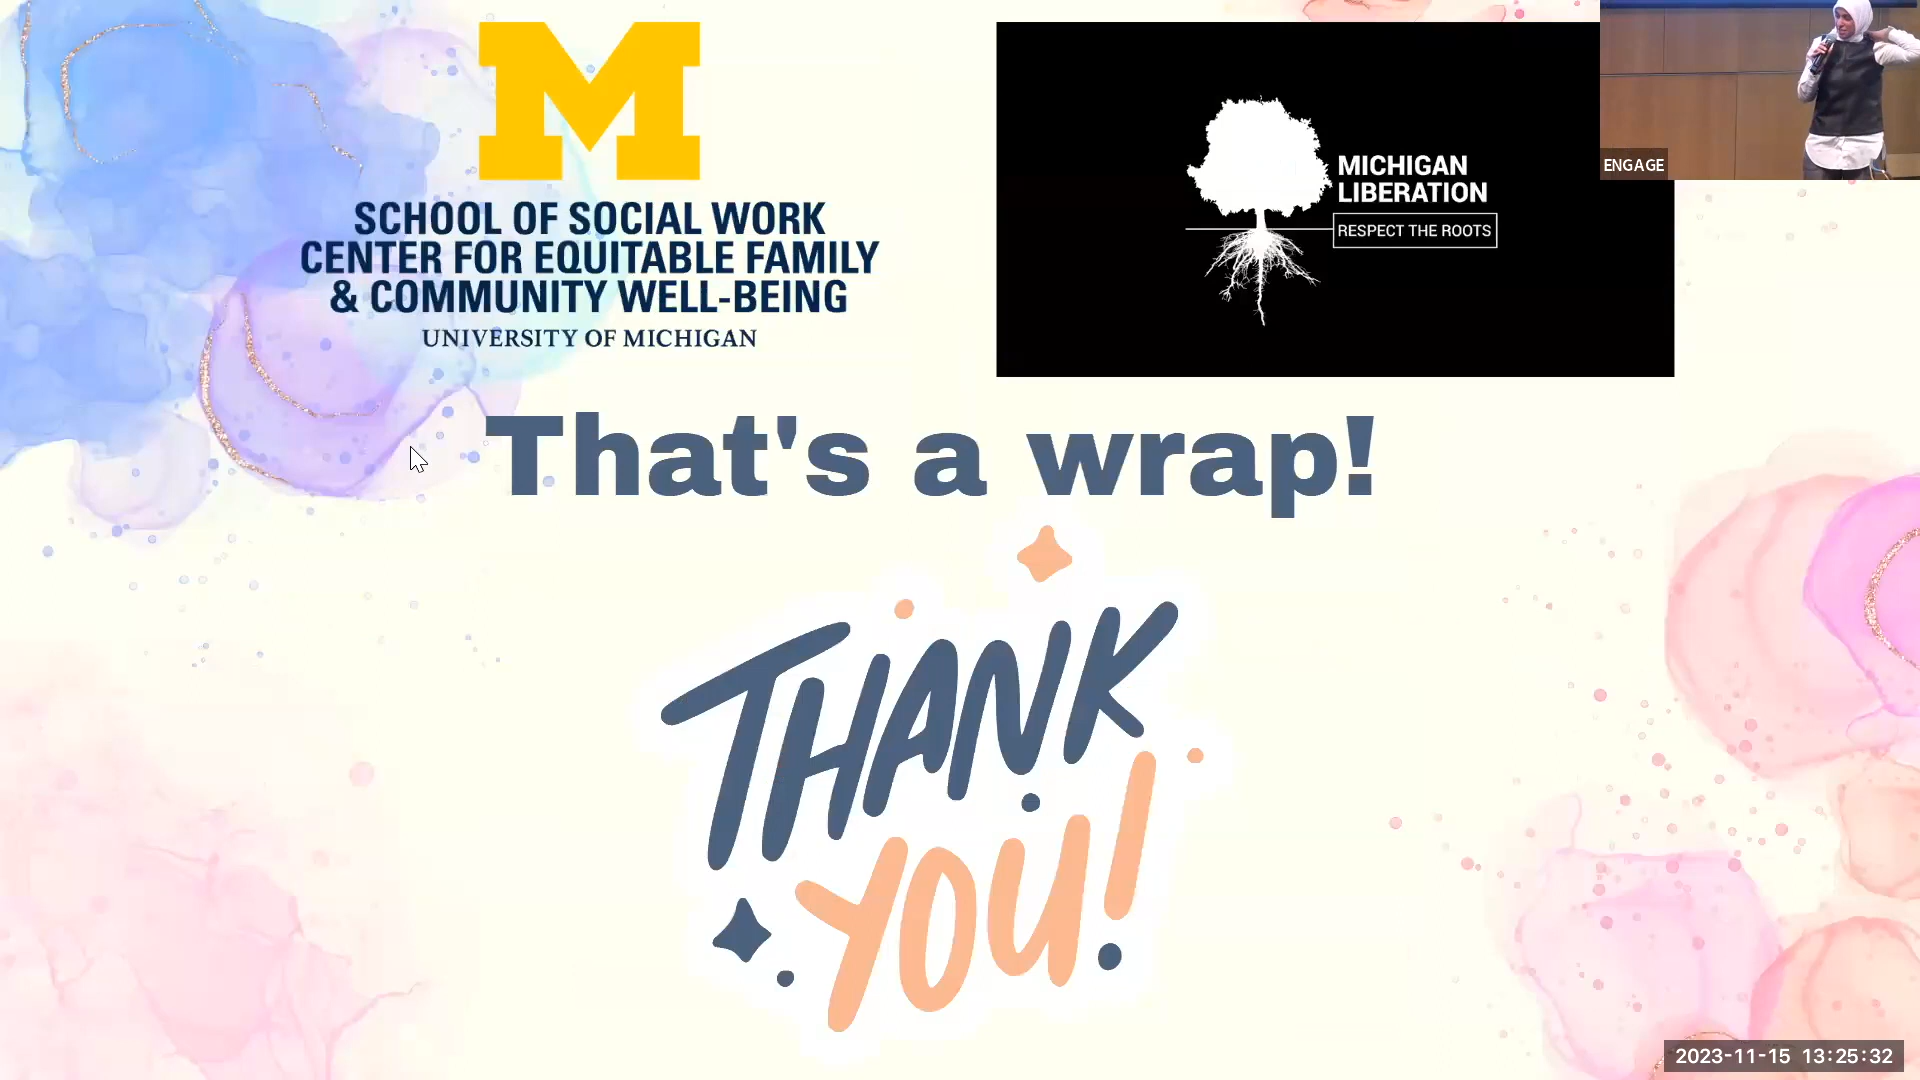 M
SCHOOL OF SOCIAL WORK
CENTER FOR EQUITABLE FAMILY
& COMMUNITY WELL-BEING
UNIVERSITY OF MICHIGAN
MICHIGAN
LIBERATION
RESPECT THE ROOTS
ENGAGE
That's a wrap!
THANK
YOU!
2023-11-15 13:25:32